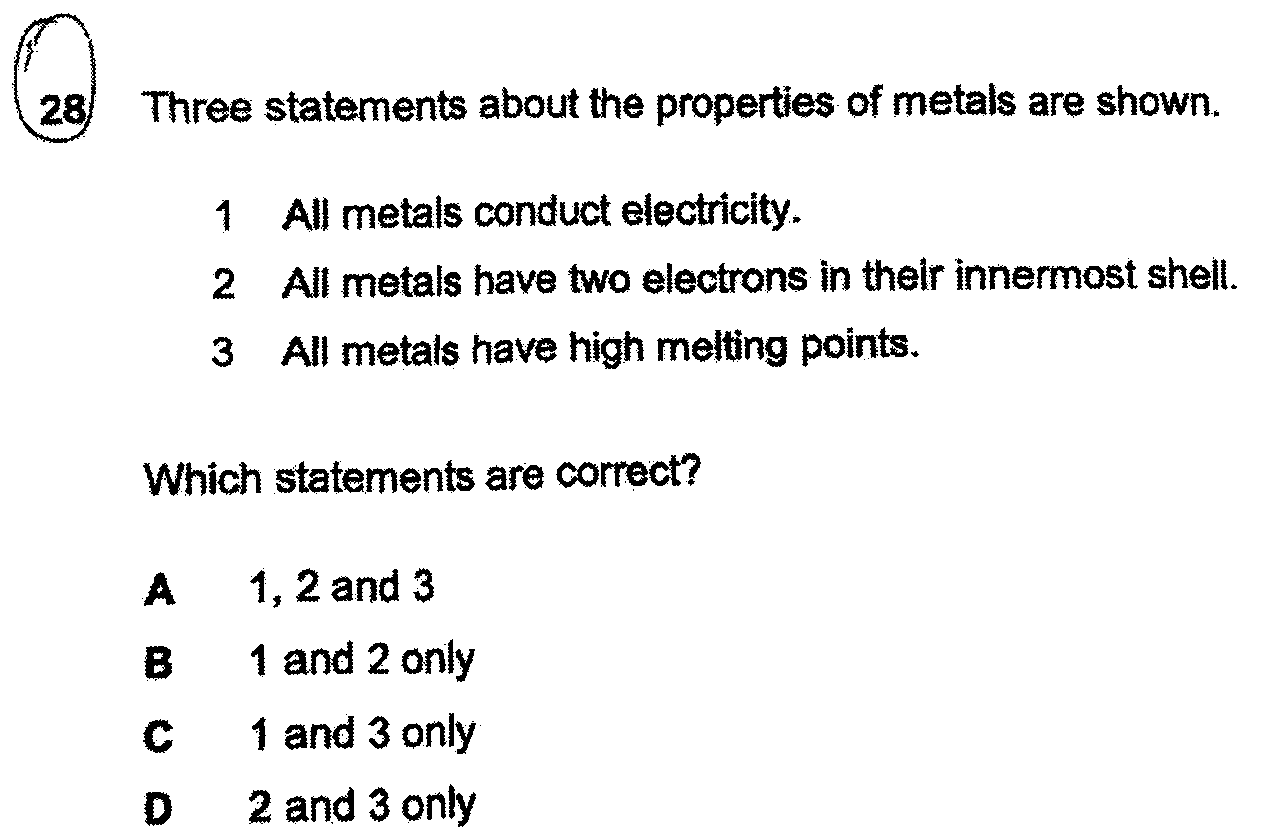 28 Three statements about the properties of metals are shown.
1 All metals conduct electricity.
2 All metals have two electrons in their innermost shell.
3 All metals have high melting points.
Which statements are correct?
A 1, 2 and 3
B 1 and 2 only
C 1 and 3 only
D 2 and 3 only